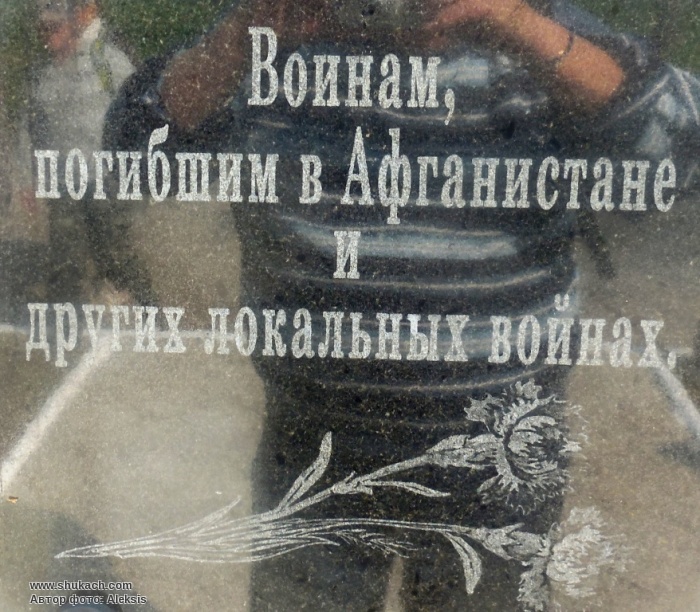 Воинам,
погибшим в Афганистане
и
других локальных войнах.
www.shukach.com
Автор фото: Aleksis